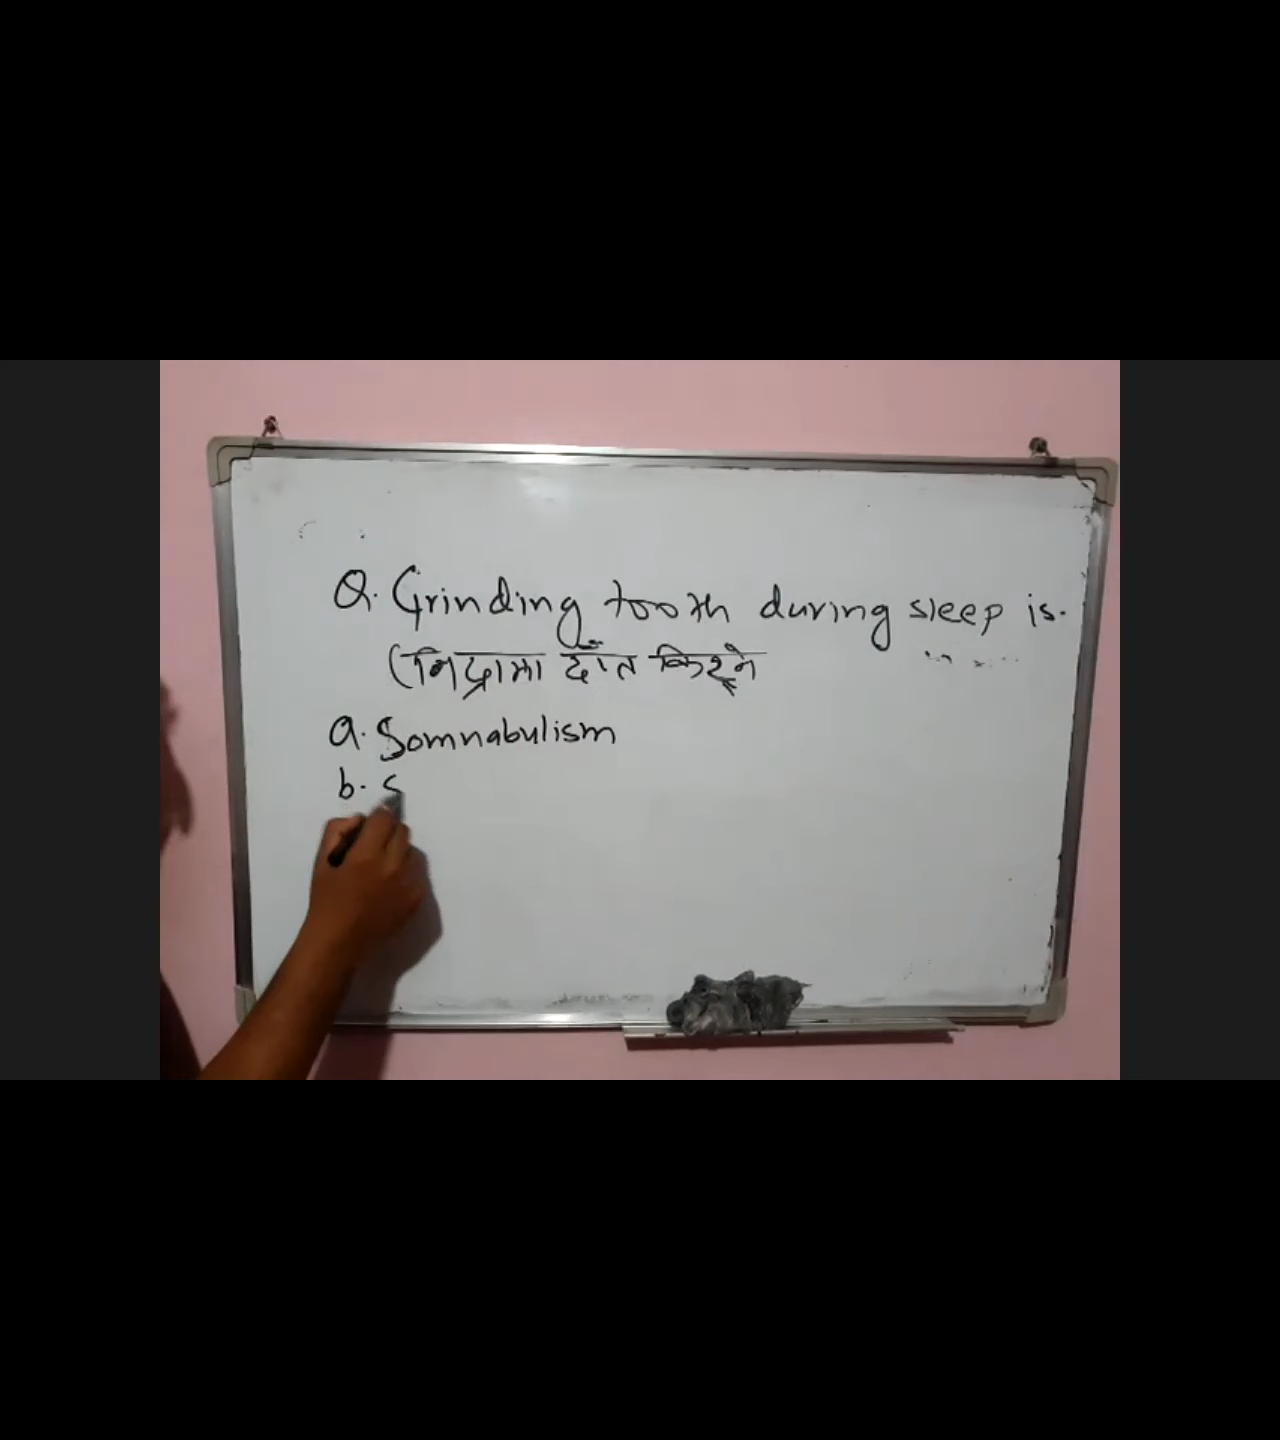 Q. Grinding tooth during sleep is.
(निद्रामा दाँत किट्ने
a. Somnabulism
b. S